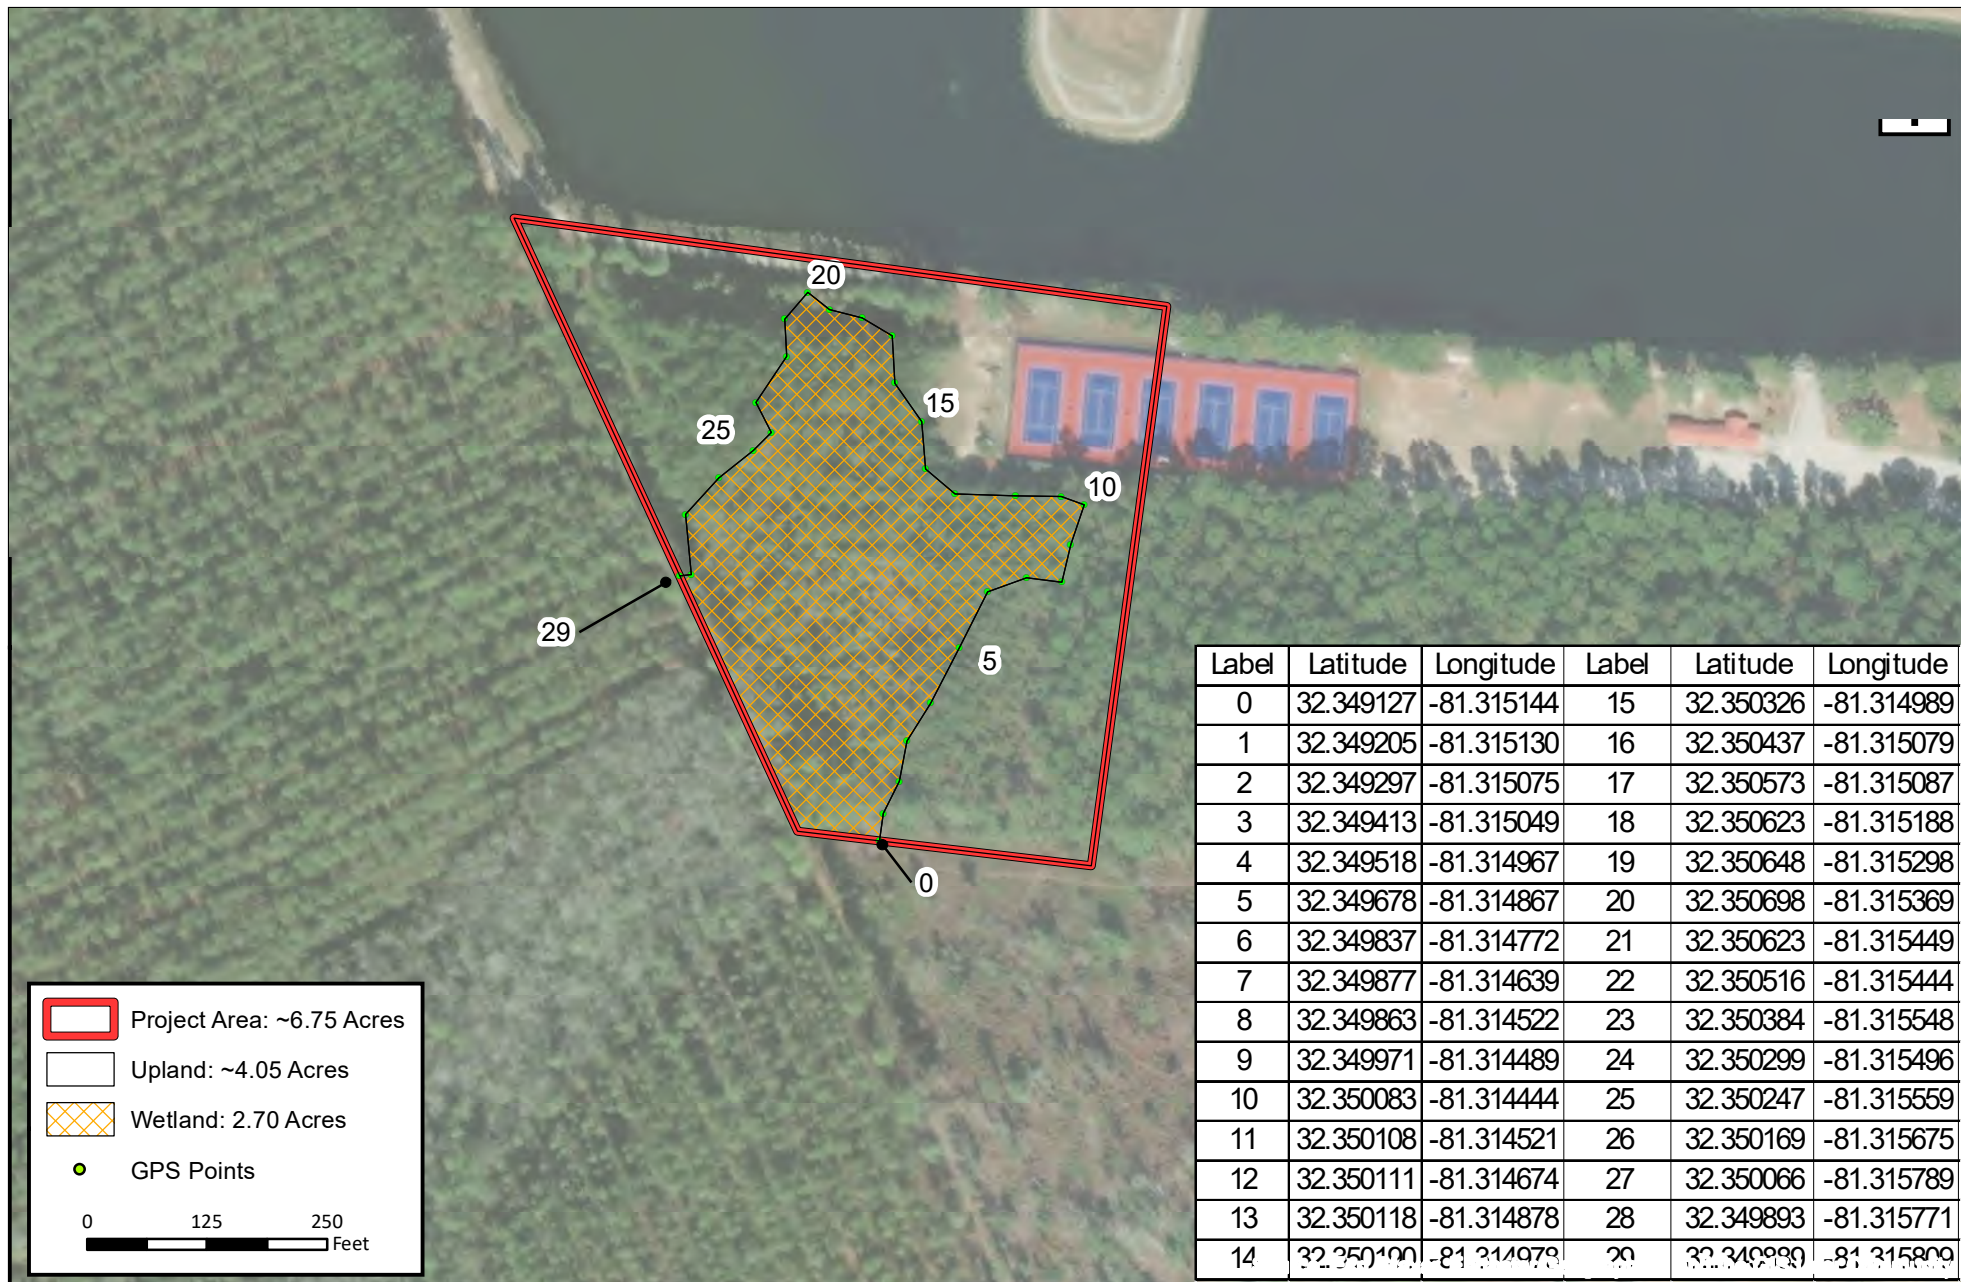 20
15
25
10
29
5
0
Label Latitude Longitude Label Latitude Longitude
0 32.349127 -81.315144 15 32.350326 -81.314989
1 32.349205 -81.315130 16 32.350437 -81.315079
2 32.349297 -81.315075 17 32.350573 -81.315087
3 32.349413 -81.315049 18 32.350623 -81.315188
4 32.349518 -81.314967 19 32.350648 -81.315298
5 32.349678 -81.314867 20 32.350698 -81.315369
6 32.349837 -81.314772 21 32.350623 -81.315449
7 32.349877 -81.314639 22 32.350516 -81.315444
8 32.349863 -81.314522 23 32.350384 -81.315548
9 32.349971 -81.314489 24 32.350299 -81.315496
10 32.350083 -81.314444 25 32.350247 -81.315559
11 32.350108 -81.314521 26 32.350169 -81.315675
12 32.350111 -81.314674 27 32.350066 -81.315789
13 32.350118 -81.314878 28 32.349893 -81.315771
14 32.350190 -81.314978 29 32.349889 -81.315809
Project Area: ~6.75 Acres
Upland: ~4.05 Acres
Wetland: 2.70 Acres
GPS Points
0 125 250
Feet